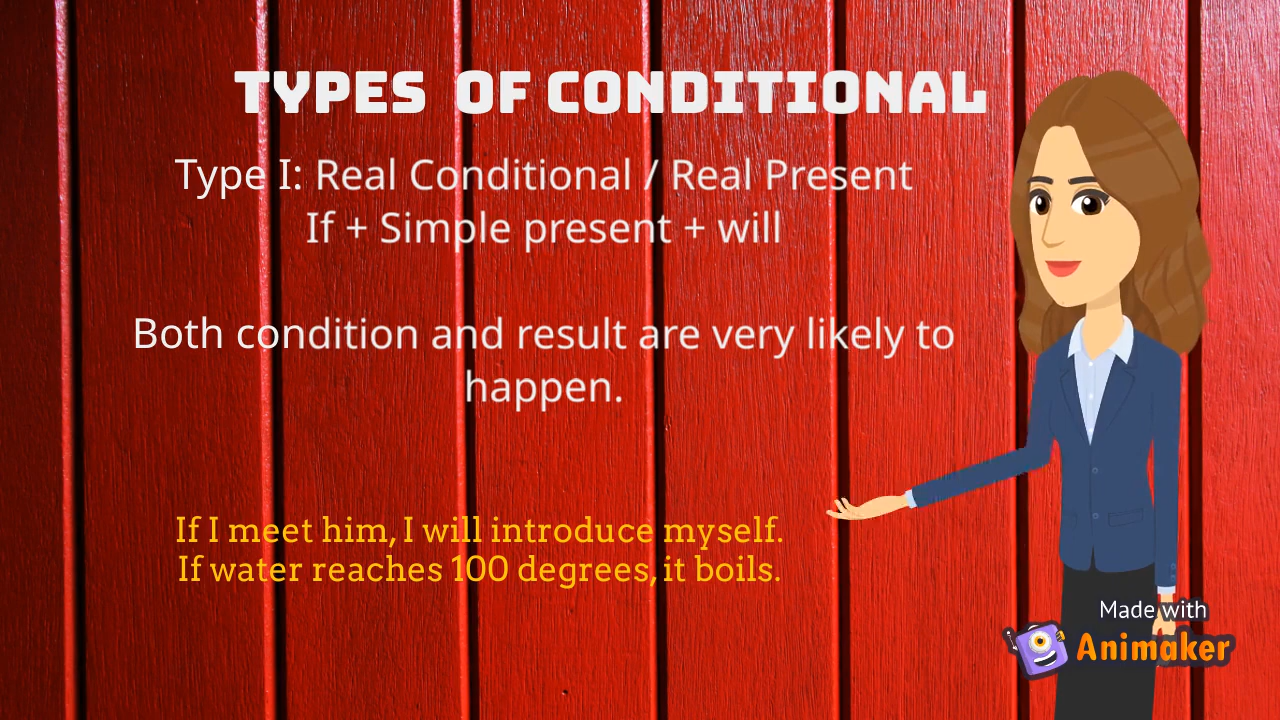 TYPES OF CONDITIONAL
Type I: Real Conditional / Real Present
If + Simple present + will
Both condition and result are very likely to
happen.
If I meet him, I will introduce myself.
If water reaches 100 degrees, it boils.
Made with
Animaker